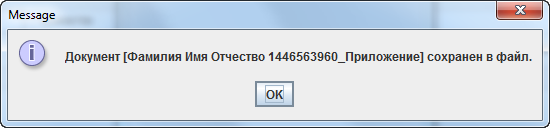 Message
Документ [Фамилия Имя Отчество 1446563960_Приложение] сохранен в файл.
OK